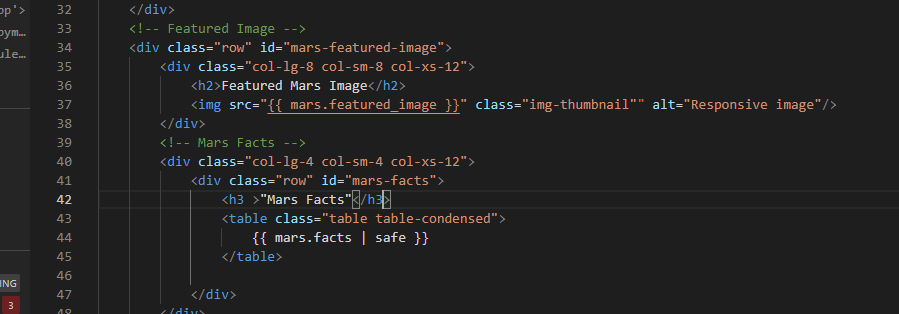 op'>
oym…
ule…
ING
3
32 </div>
33 <!-- Featured Image -->
34 <div class="row" id="mars-featured-image">
35 <div class="col-lg-8 col-sm-8 col-xs-12">
36 <h2>Featured Mars Image</h2>
37 <img src="{{ mars.featured_image }}" class="img-thumbnail"" alt="Responsive image"/>
38 </div>
39 <!-- Mars Facts -->
40 <div class="col-lg-4 col-sm-4 col-xs-12">
41 <div class="row" id="mars-facts">
42 <h3 >"Mars Facts"</h3>
43 <table class="table table-condensed">
44 {{ mars.facts | safe }}
45 </table>
46
47 </div>
48 </div>